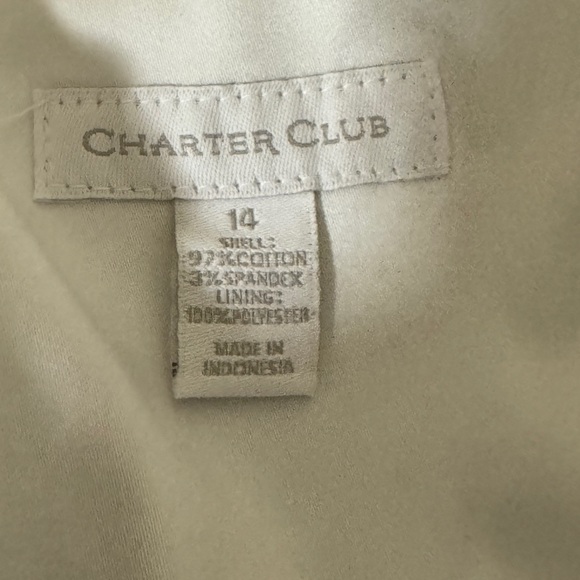 CHARTER CLUB
14
SHELL:
97%COTTON
3%SPANDEX
LINING:
100%POLYESTER
MADE IN
INDONESIA